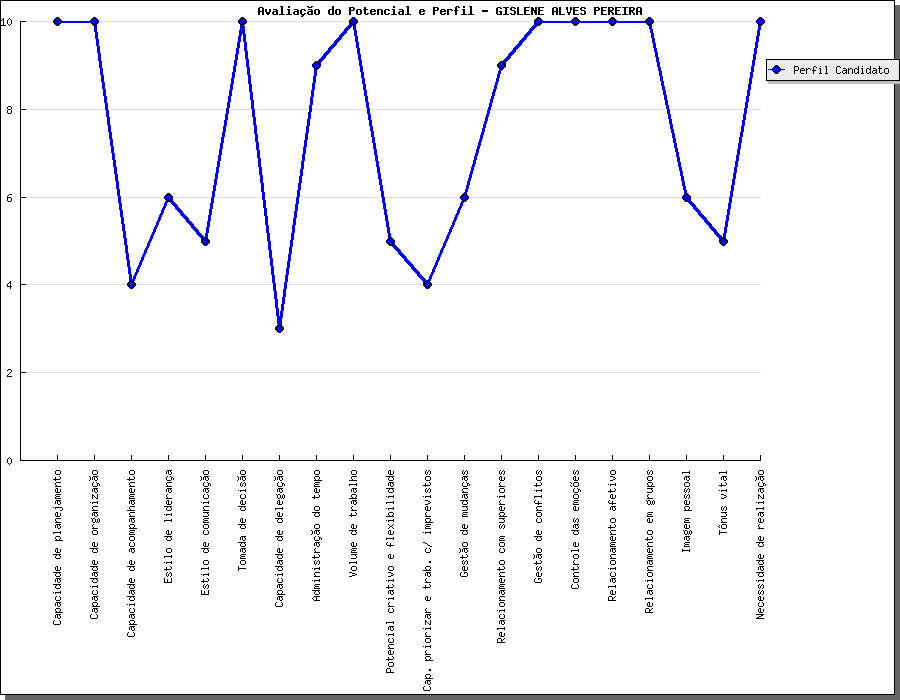 Avaliação do Potencial e Perfil - GISLENE ALVES PEREIRA
10
8
6
4
2
0
Perfil Candidato
Capacidade de planejamento
Capacidade de organização
Capacidade de acompanhamento
Estilo de liderança
Estilo de comunicação
Tomada de decisão
Capacidade de delegação
Administração do tempo
Volume de trabalho
Potencial criativo e flexibilidade
Cap. priorizar e trab. c/ imprevistos
Gestão de mudanças
Relacionamento com superiores
Gestão de conflitos
Controle das emoções
Relacionamento afetivo
Relacionamento em grupos
Imagem pessoal
Tônus vital
Necessidade de realização